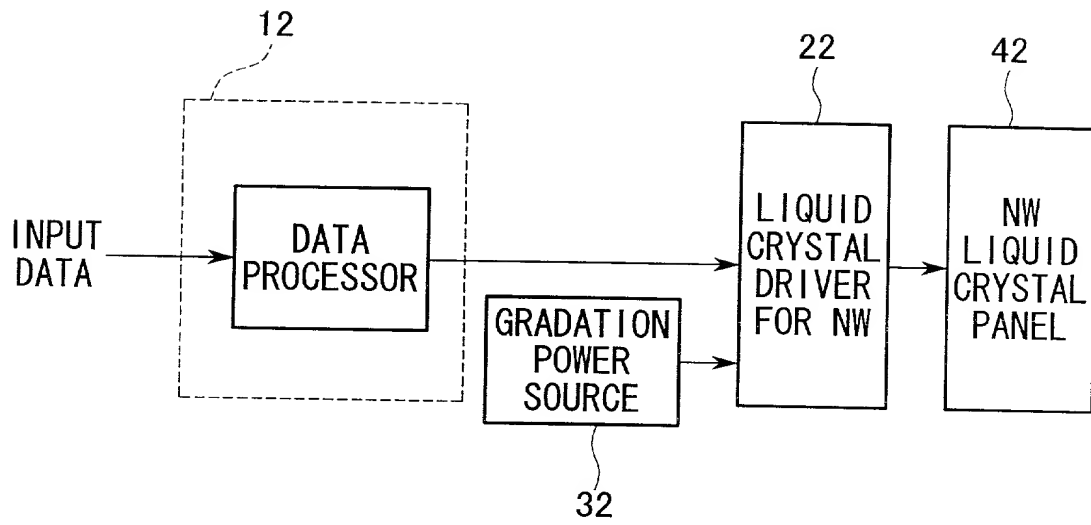 12
22
42
INPUT
DATA
DATA
PROCESSOR
GRADATION
POWER
SOURCE
32
LIQUID
CRYSTAL
DRIVER
FOR NW
NW
LIQUID
CRYSTAL
PANEL